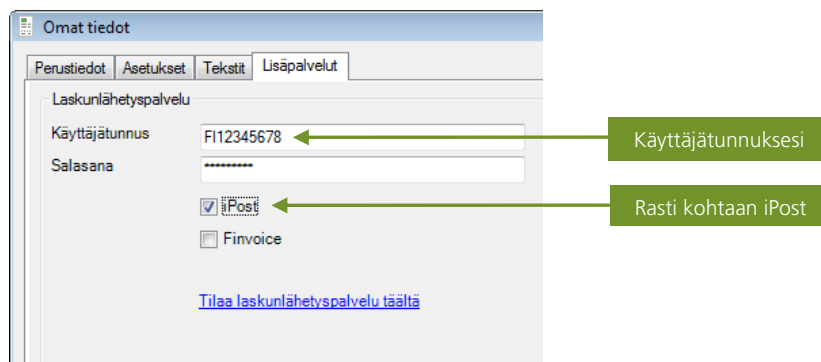 Omat tiedot
Perustiedot Asetukset Tekstit Lisäpalvelut
Laskunlähetyspalvelu
Käyttäjätunnus FI12345678 Käyttäjätunnuksesi
Salasana *********
iPost Rasti kohtaan iPost
Finvoice
Tilaa laskunlähetyspalvelu täältä